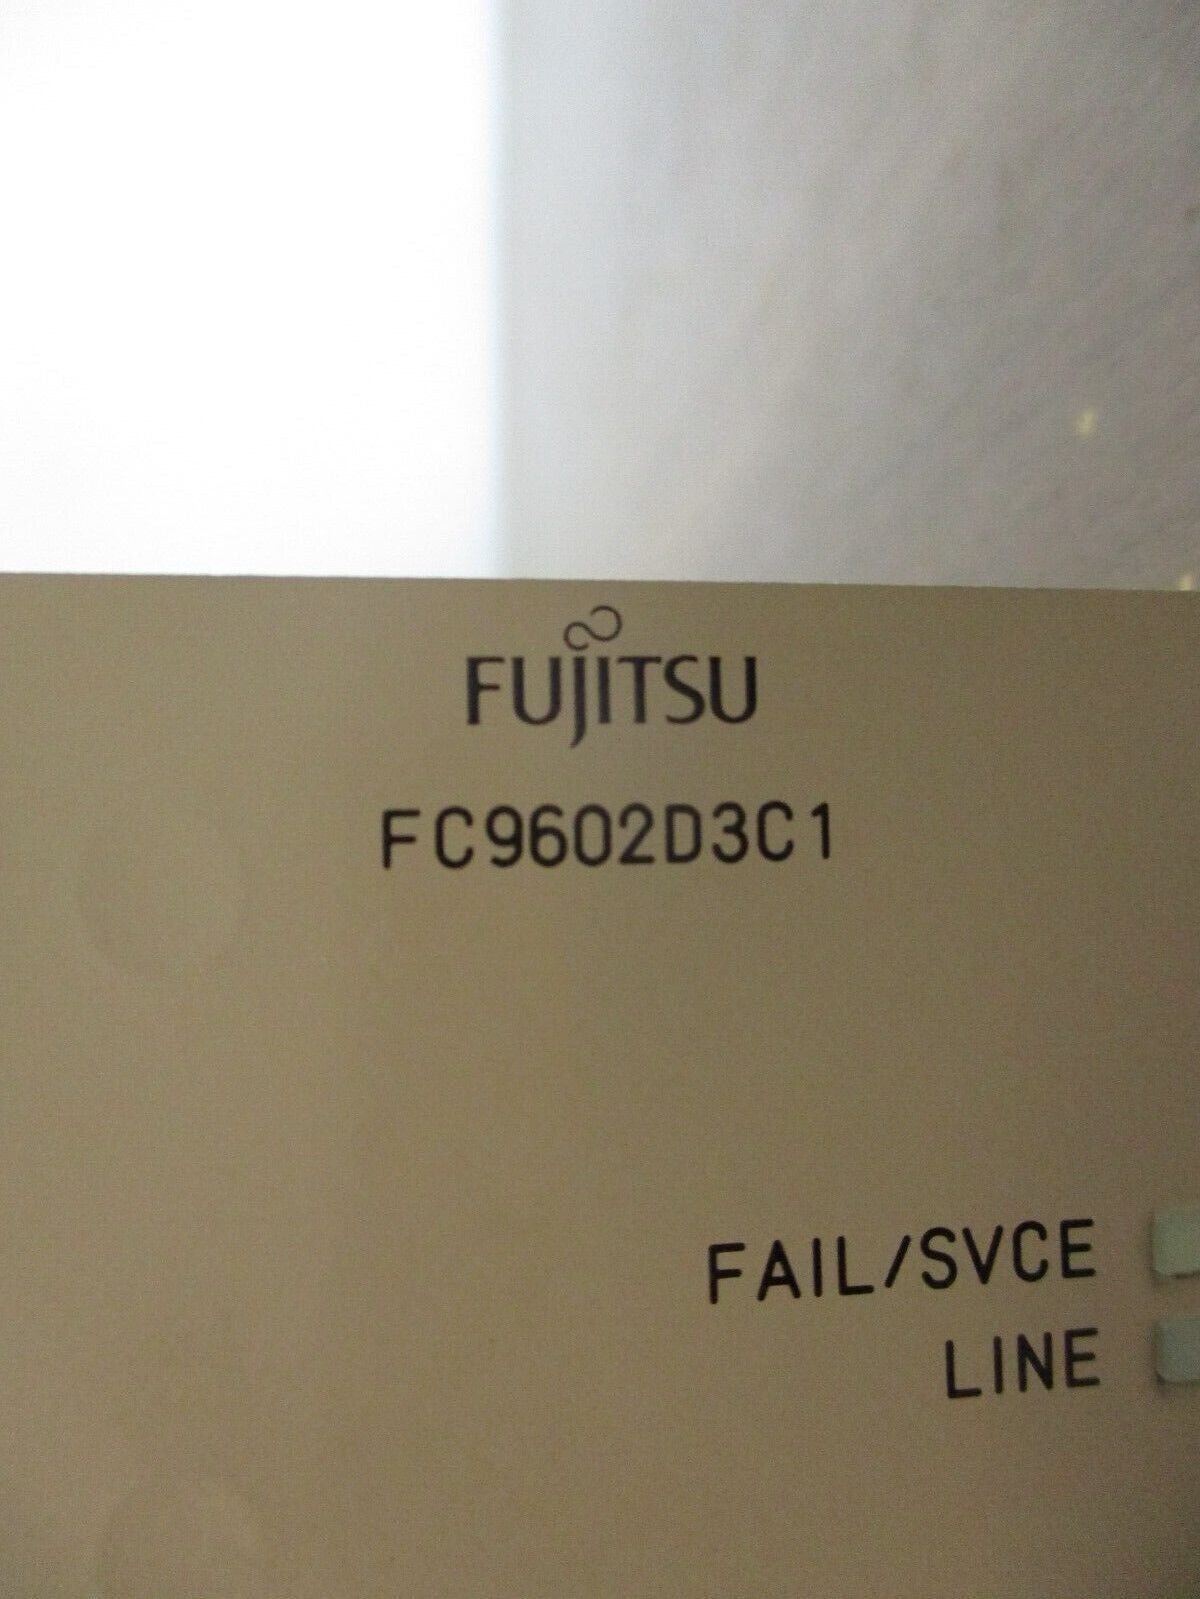 FUJITSU
FC9602D3C1
FAIL/SVCE
LINE